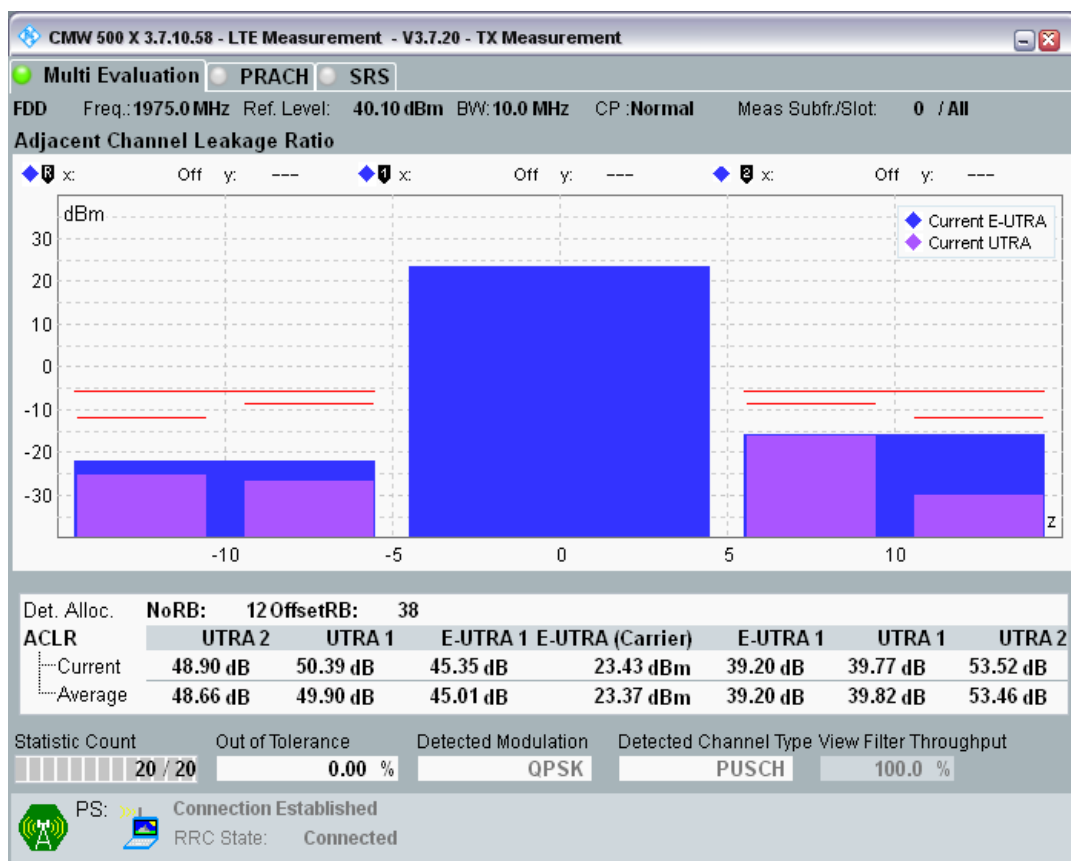 CMW 500 X 3.7.10.58 - LTE Measurement - V3.7.20 - TX Measurement
Multi Evaluation PRACH SRS
FDD Freq.: 1975.0 MHz Ref. Level: 40.10 dBm BW: 10.0 MHz CP :Normal Meas Subfr./Slot: 0 / All
Adjacent Channel Leakage Ratio
R x: Off y: --- 1 x: Off y: --- 2 x: Off y: ---
dBm
Current E-UTRA
Current UTRA
30
20
10
0
-10
-20
-30
z
-10 -5 0 5 10
Det. Alloc. NoRB: 12 OffsetRB: 38
ACLR UTRA 2 UTRA 1 E-UTRA 1 E-UTRA (Carrier) E-UTRA 1 UTRA 1 UTRA 2
Current 48.90 dB 50.39 dB 45.35 dB 23.43 dBm 39.20 dB 39.77 dB 53.52 dB
Average 48.66 dB 49.90 dB 45.01 dB 23.37 dBm 39.20 dB 39.82 dB 53.46 dB
Statistic Count Out of Tolerance Detected Modulation Detected Channel Type View Filter Throughput
20 / 20 0.00 % QPSK PUSCH 100.0 %
PS: Connection Established
RRC State: Connected